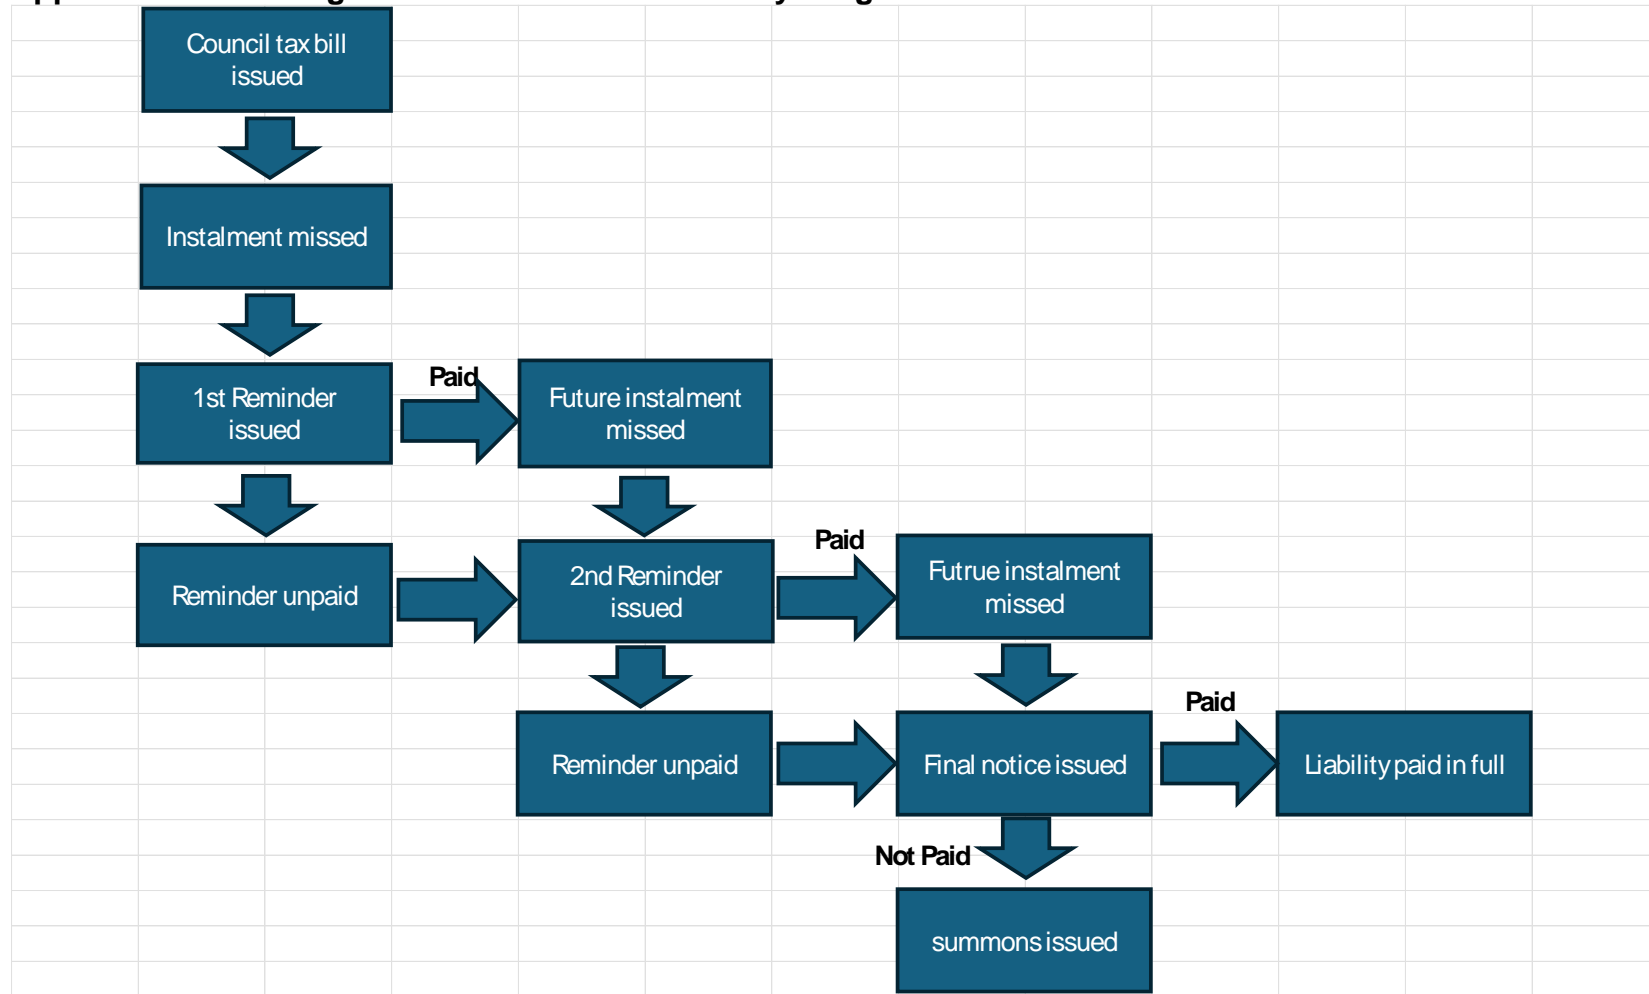 Council tax bill
issued
Instalment missed
1st Reminder
issued
Paid
Future instalment
missed
Reminder unpaid
2nd Reminder
issued
Paid
Futrue instalment
missed
Reminder unpaid
Final notice issued
Paid
Liability paid in full
Not Paid
summons issued